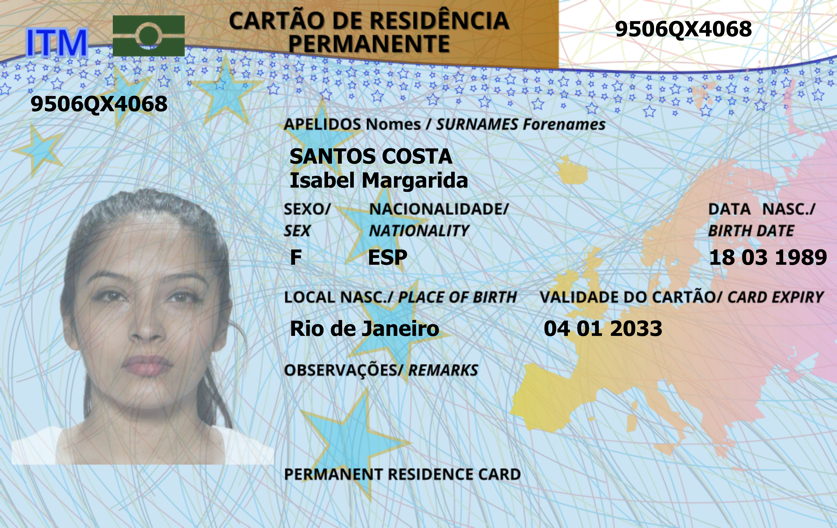 ITM
CARTÃO DE RESIDÊNCIA
PERMANENTE
9506QX4068
9506QX4068
APELIDOS Nomes / SURNAMES Forenames
SANTOS COSTA
Isabel Margarida
SEXO/ NACIONALIDADE/ DATA NASC./
SEX NATIONALITY BIRTH DATE
F ESP 18 03 1989
LOCAL NASC./ PLACE OF BIRTH VALIDADE DO CARTÃO/ CARD EXPIRY
Rio de Janeiro 04 01 2033
OBSERVAÇÕES/ REMARKS
PERMANENT RESIDENCE CARD